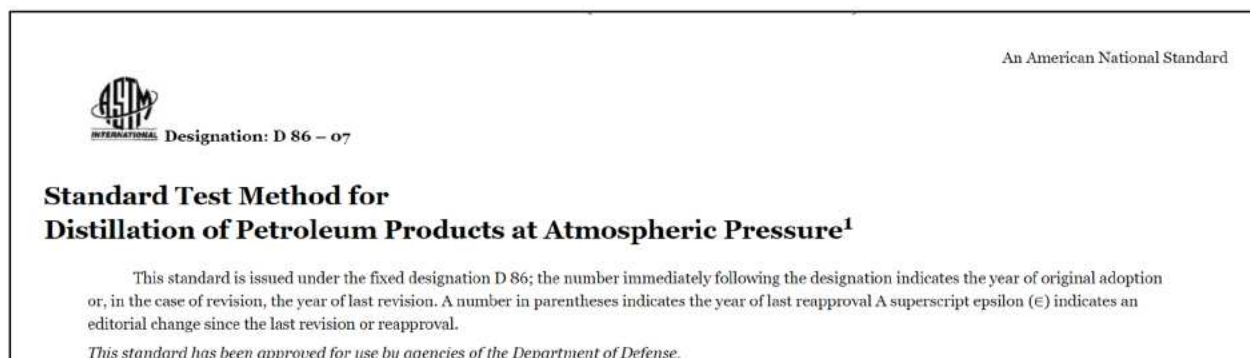 An American National Standard
ASTM
INTERNATIONAL
Designation: D 86 – 07
Standard Test Method for
Distillation of Petroleum Products at Atmospheric Pressure¹
This standard is issued under the fixed designation D 86; the number immediately following the designation indicates the year of original adoption
or, in the case of revision, the year of last revision. A number in parentheses indicates the year of last reapproval A superscript epsilon (∈) indicates an
editorial change since the last revision or reapproval.
This standard has been approved for use by agencies of the Department of Defense.